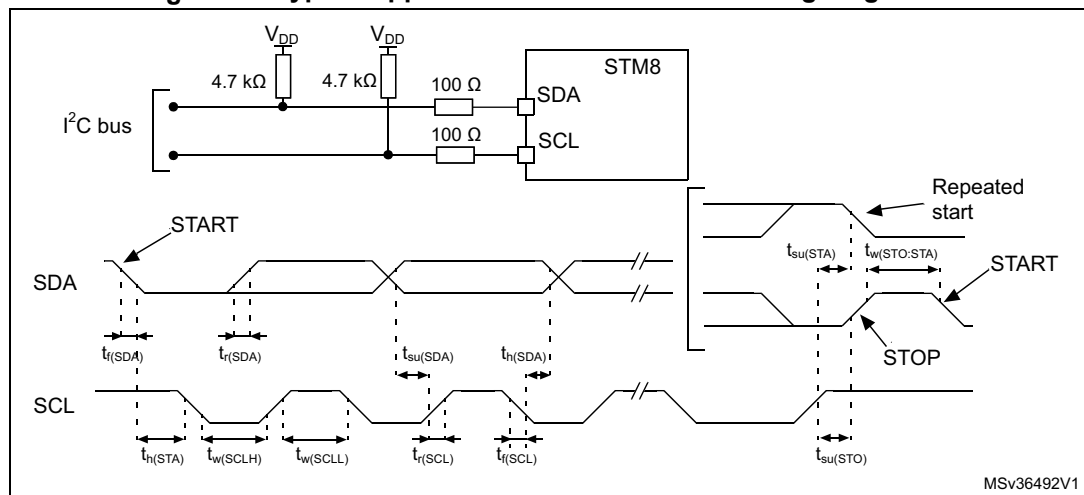 V_DD V_DD
4.7 kΩ 4.7 kΩ 100 Ω STM8
SDA
I²C bus
100 Ω SCL
Repeated
start
START
t_su(STA) t_w(STO:STA) START
SDA
t_f(SDA) t_r(SDA) t_su(SDA) t_h(SDA) STOP
SCL
t_h(STA) t_w(SCLH) t_w(SCLL) t_r(SCL) t_f(SCL) t_su(STO)
MSv36492V1